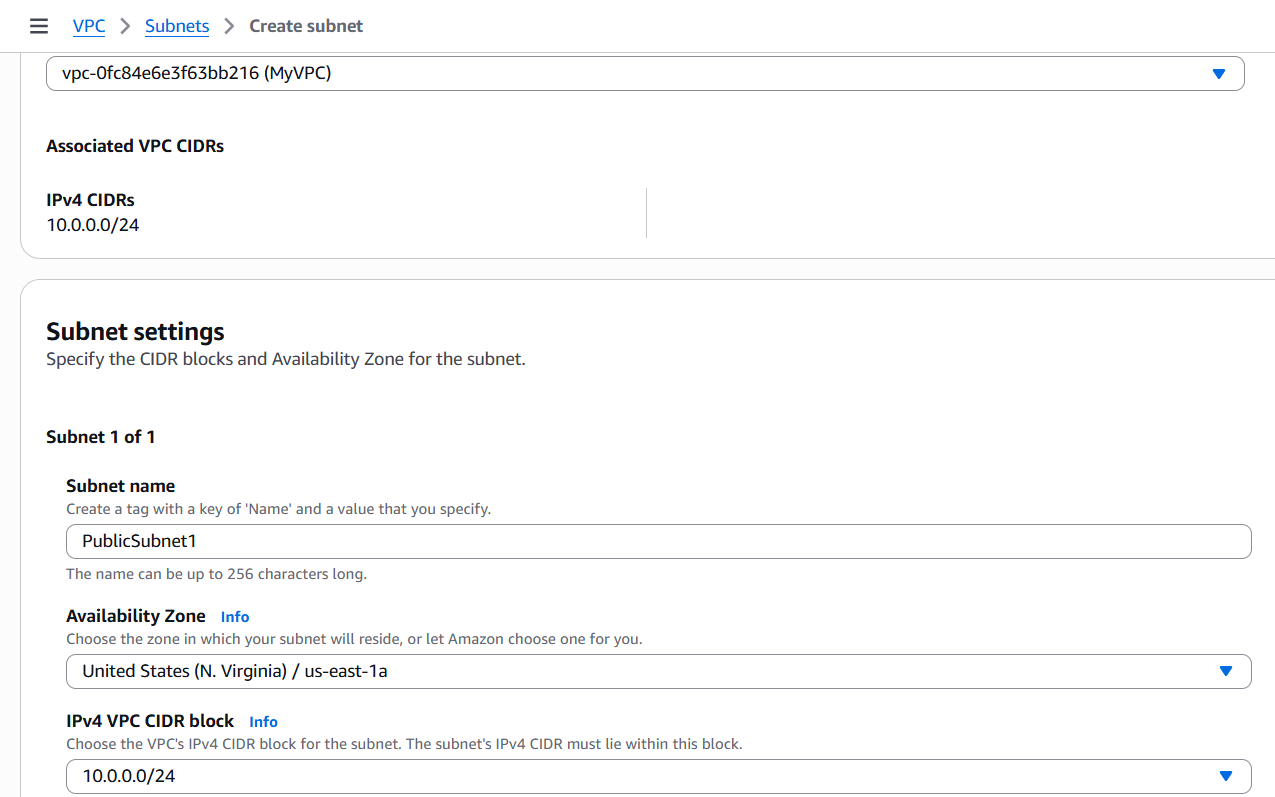 VPC > Subnets > Create subnet
vpc-0fc84e6e3f63bb216 (MyVPC)
Associated VPC CIDRs
IPv4 CIDRs
10.0.0.0/24
Subnet settings
Specify the CIDR blocks and Availability Zone for the subnet.
Subnet 1 of 1
Subnet name
Create a tag with a key of 'Name' and a value that you specify.
PublicSubnet1
The name can be up to 256 characters long.
Availability Zone Info
Choose the zone in which your subnet will reside, or let Amazon choose one for you.
United States (N. Virginia) / us-east-1a
IPv4 VPC CIDR block Info
Choose the VPC's IPv4 CIDR block for the subnet. The subnet's IPv4 CIDR must lie within this block.
10.0.0.0/24